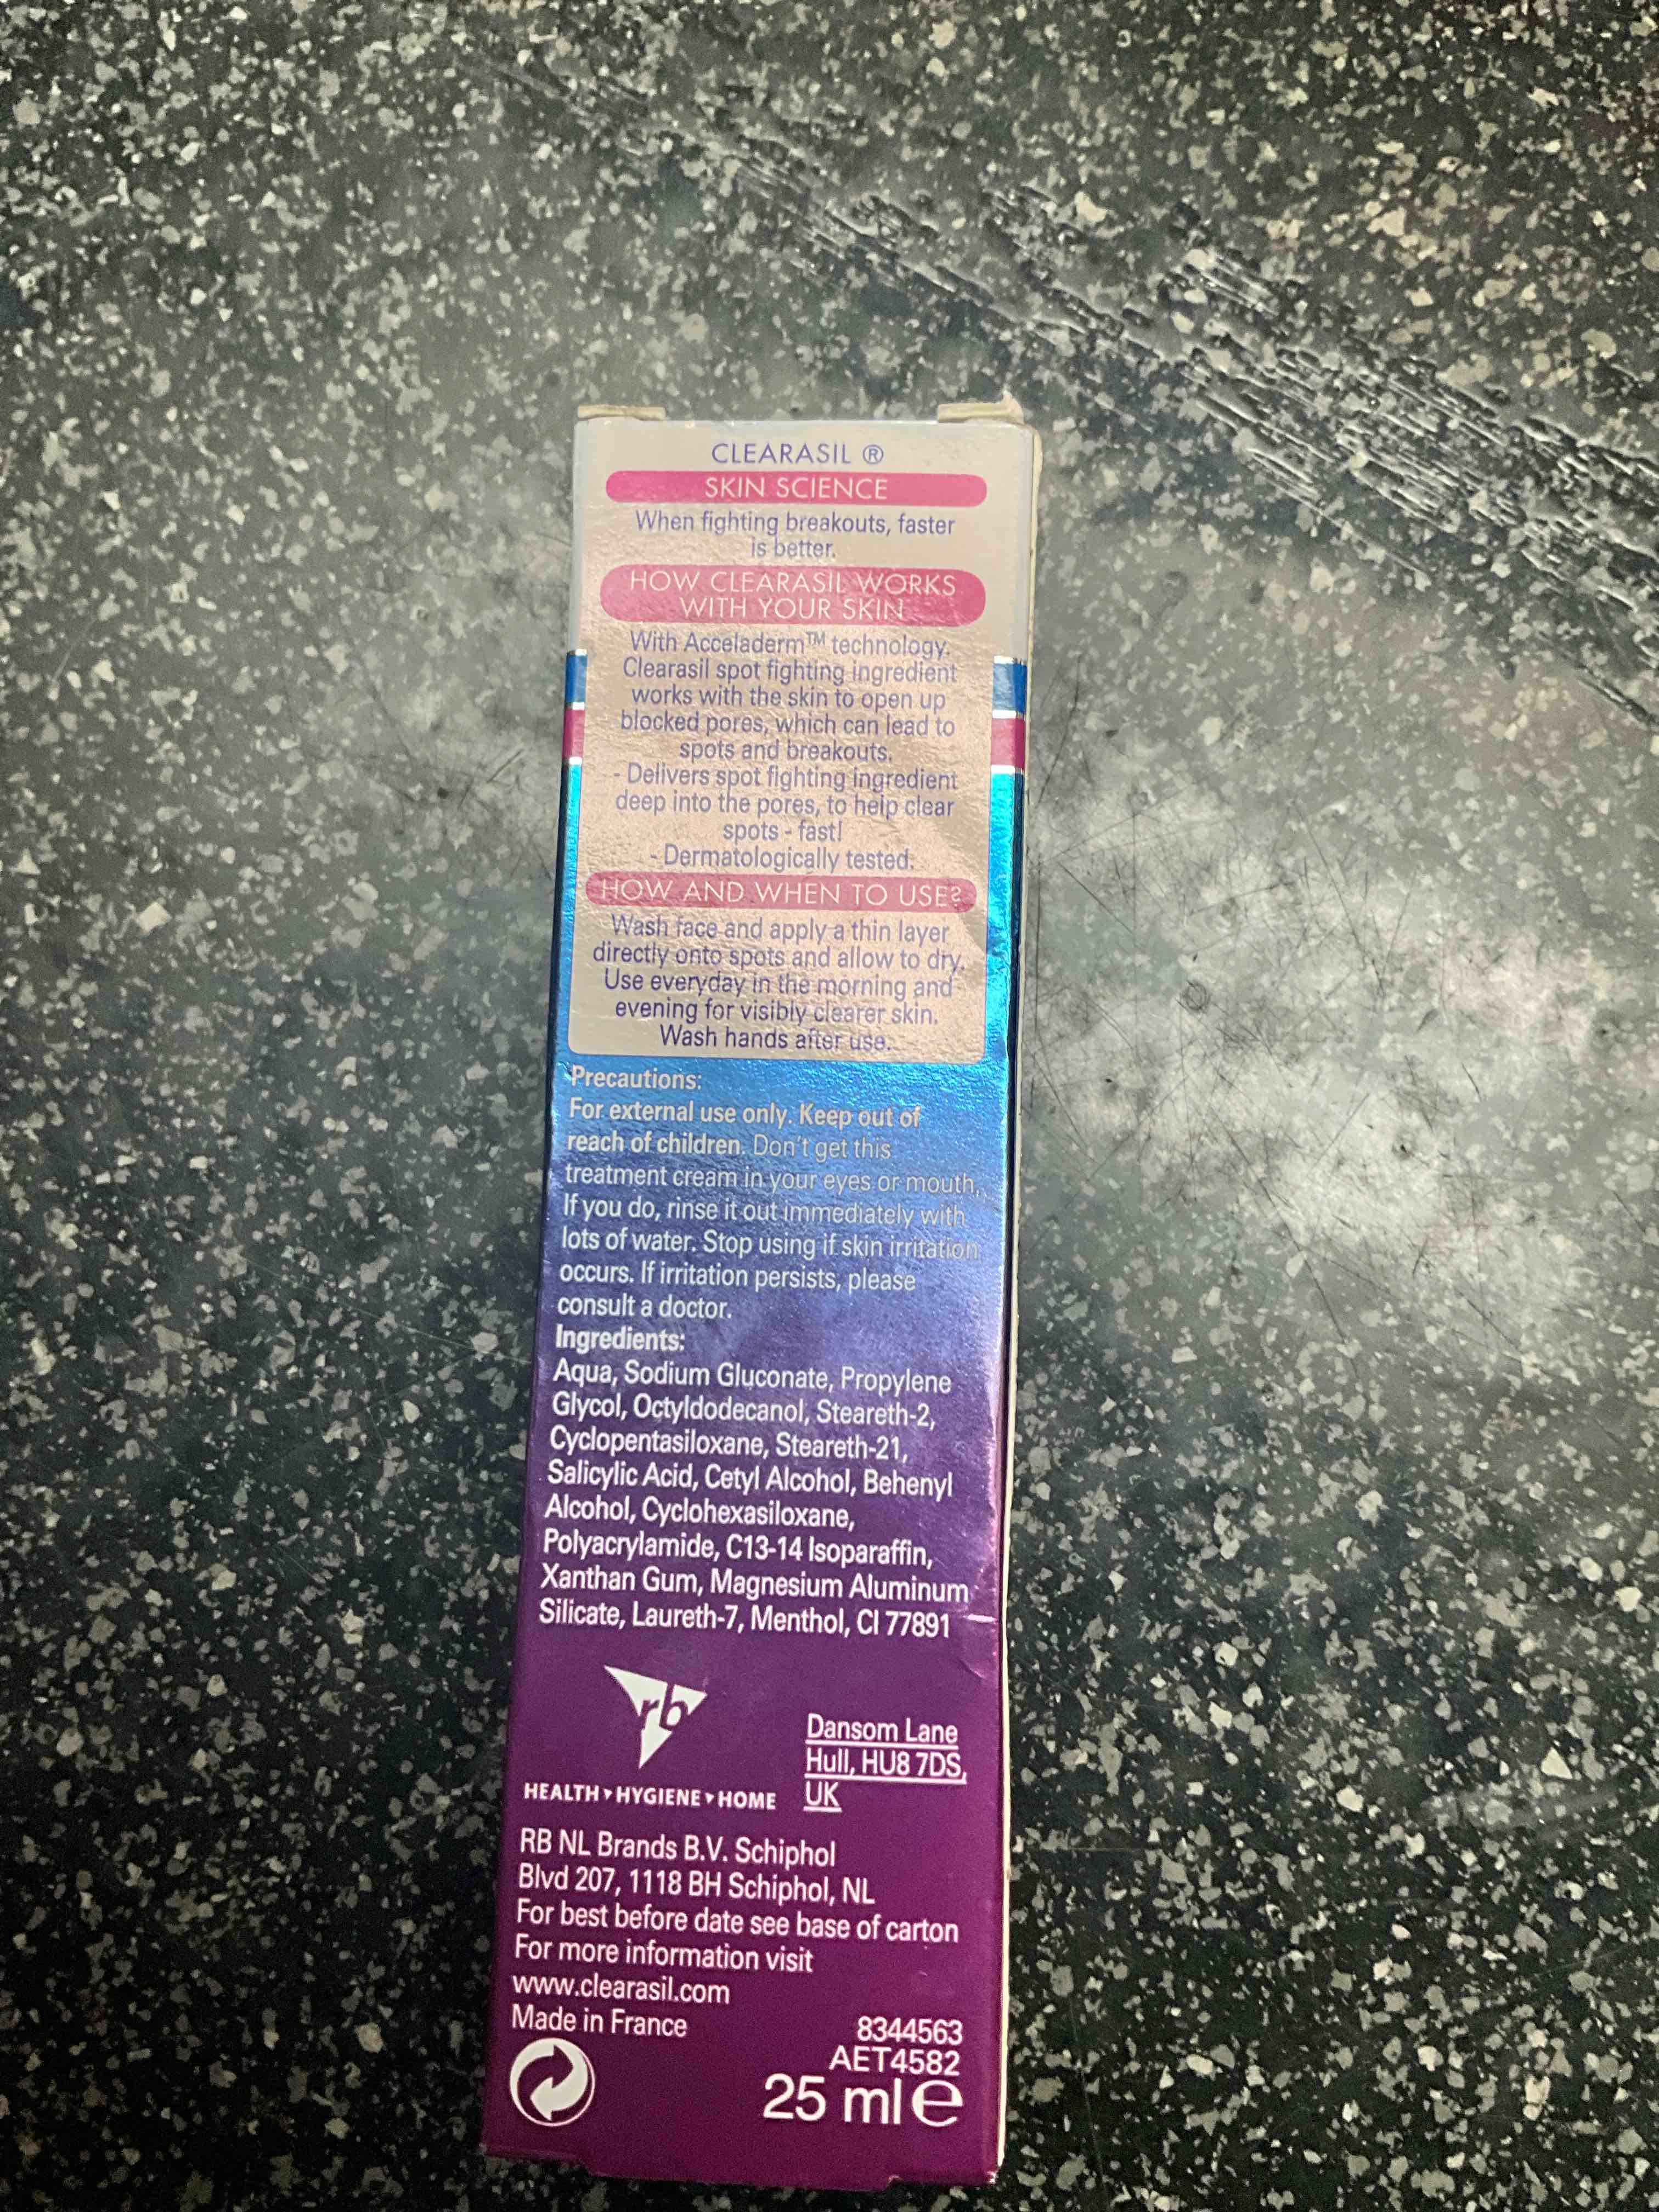 CLEARASIL ®
SKIN SCIENCE
When fighting breakouts, faster
is better.
HOW CLEARASIL WORKS
WITH YOUR SKIN
With Acceladerm™ technology.
Clearasil spot fighting ingredient
works with the skin to open up
blocked pores, which can lead to
spots and breakouts.
- Delivers spot fighting ingredient
deep into the pores, to help clear
spots - fast!
- Dermatologically tested.
HOW AND WHEN TO USE?
Wash face and apply a thin layer
directly onto spots and allow to dry.
Use everyday in the morning and
evening for visibly clearer skin.
Wash hands after use.
Precautions:
For external use only. Keep out of
reach of children. Don't get this
treatment cream in your eyes or mouth,
If you do, rinse it out immediately with
lots of water. Stop using if skin irritation
occurs. If irritation persists, please
consult a doctor.
Ingredients:
Aqua, Sodium Gluconate, Propylene
Glycol, Octyldodecanol, Steareth-2,
Cyclopentasiloxane, Steareth-21,
Salicylic Acid, Cetyl Alcohol, Behenyl
Alcohol, Cyclohexasiloxane,
Polyacrylamide, C13-14 Isoparaffin,
Xanthan Gum, Magnesium Aluminum
Silicate, Laureth-7, Menthol, CI 77891
rb
HEALTH HYGIENE HOME
Dansom Lane
Hull, HU8 7DS,
UK
RB NL Brands B.V. Schiphol
Blvd 207, 1118 BH Schiphol, NL
For best before date see base of carton
For more information visit
www.clearasil.com
Made in France
8344563
AET4582
25 ml e